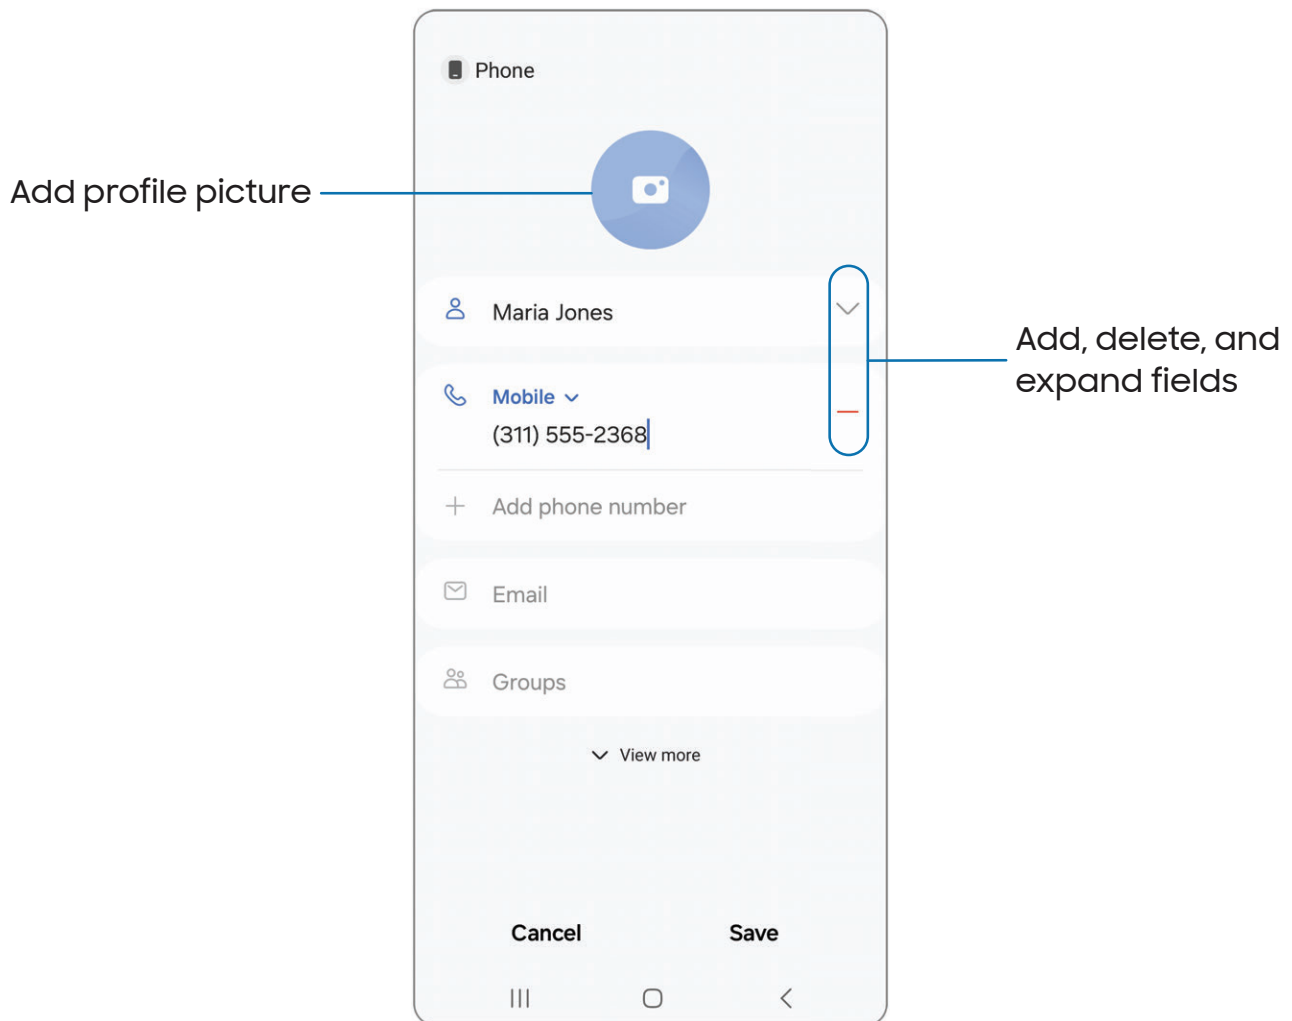 Phone
Add profile picture
Maria Jones
Add, delete, and
expand fields
Mobile
(311) 555-2368
Add phone number
Email
Groups
View more
Cancel
Save